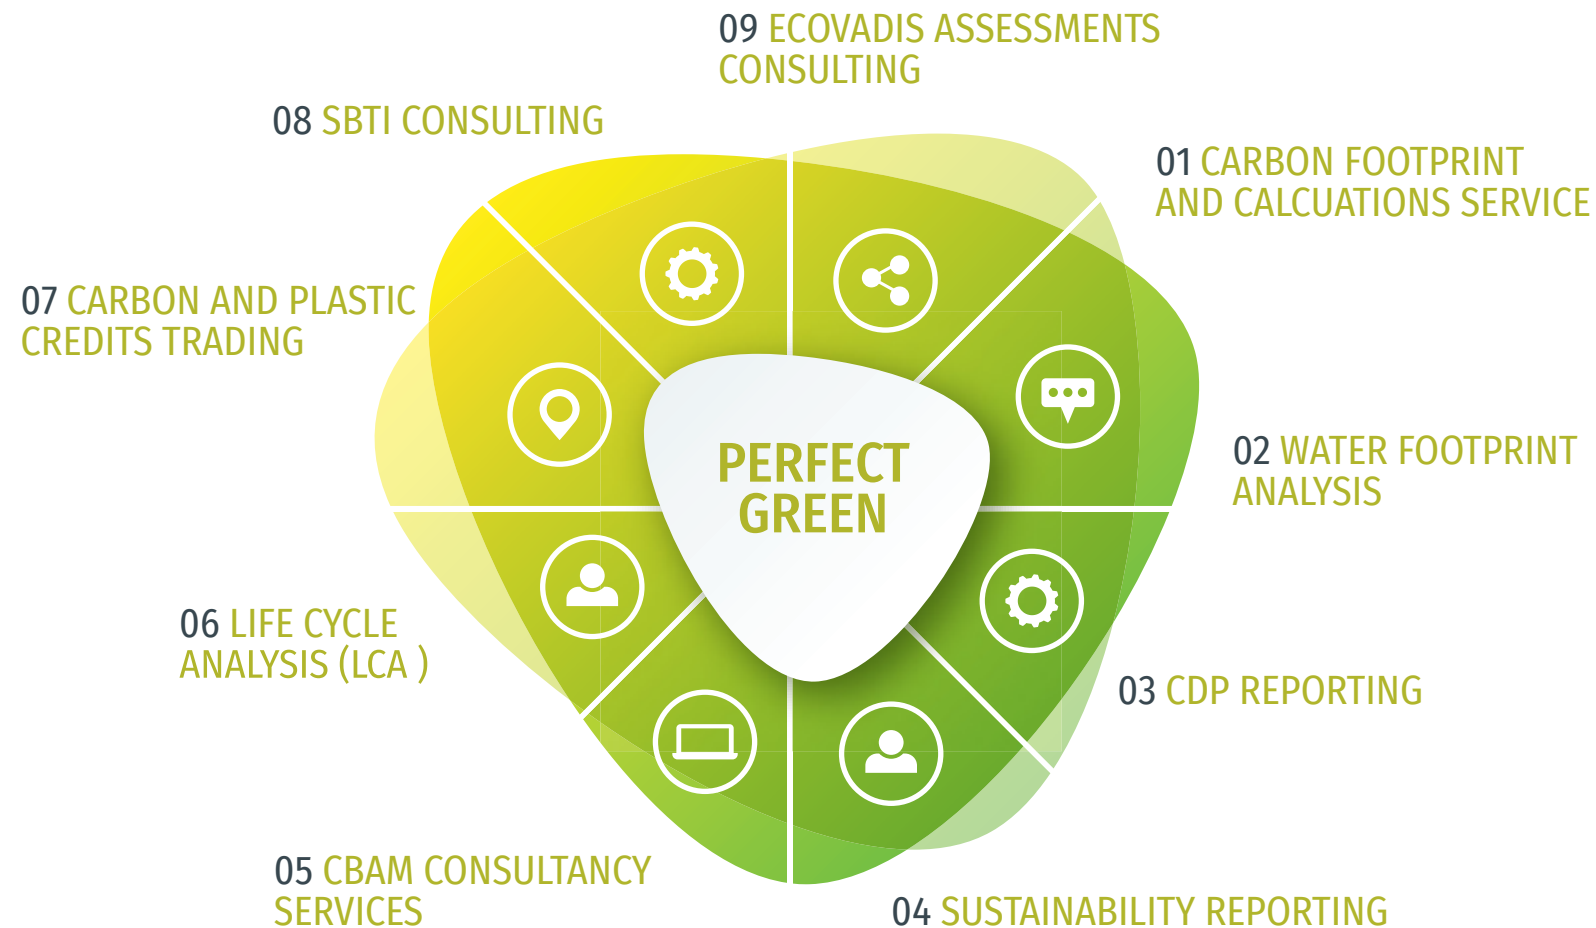 09 ECOVADIS ASSESSMENTS
CONSULTING
08 SBTI CONSULTING
01 CARBON FOOTPRINT
AND CALCUATIONS SERVICE
07 CARBON AND PLASTIC
CREDITS TRADING
PERFECT
GREEN
02 WATER FOOTPRINT
ANALYSIS
06 LIFE CYCLE
ANALYSIS (LCA )
03 CDP REPORTING
05 CBAM CONSULTANCY
SERVICES
04 SUSTAINABILITY REPORTING